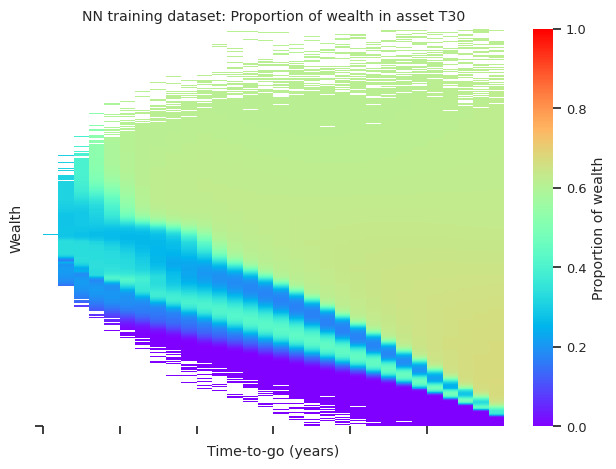 NN training dataset: Proportion of wealth in asset T30
Wealth
Time-to-go (years)
1.0
0.8
0.6
0.4
0.2
0.0
Proportion of wealth